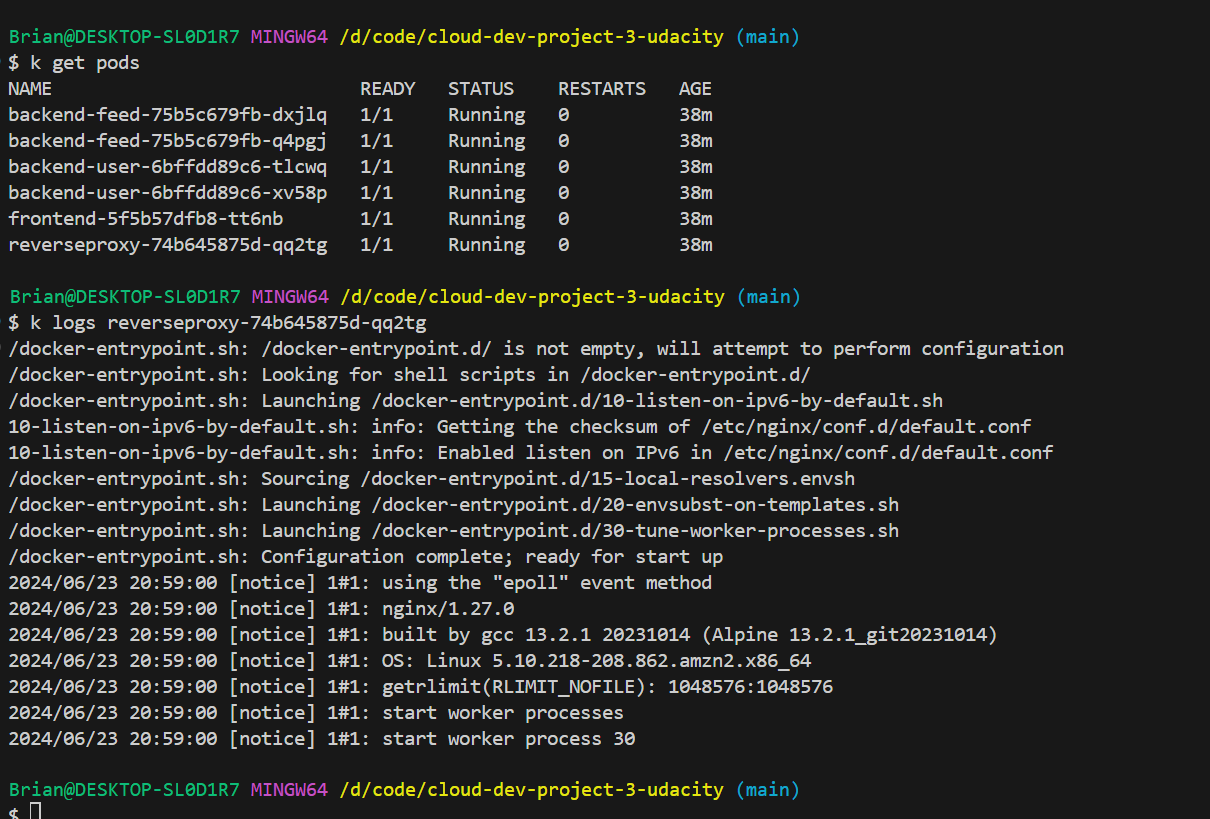 Brian@DESKTOP-SL0D1R7 MINGW64 /d/code/cloud-dev-project-3-udacity (main)
$ k get pods
NAME                            READY   STATUS    RESTARTS   AGE
backend-feed-75b5c679fb-dxjlq   1/1     Running   0          38m
backend-feed-75b5c679fb-q4pgj   1/1     Running   0          38m
backend-user-6bffdd89c6-tlcwq   1/1     Running   0          38m
backend-user-6bffdd89c6-xv58p   1/1     Running   0          38m
frontend-5f5b57dfb8-tt6nb       1/1     Running   0          38m
reverseproxy-74b645875d-qq2tg   1/1     Running   0          38m
Brian@DESKTOP-SL0D1R7 MINGW64 /d/code/cloud-dev-project-3-udacity (main)
$ k logs reverseproxy-74b645875d-qq2tg
/docker-entrypoint.sh: /docker-entrypoint.d/ is not empty, will attempt to perform configuration
/docker-entrypoint.sh: Looking for shell scripts in /docker-entrypoint.d/
/docker-entrypoint.sh: Launching /docker-entrypoint.d/10-listen-on-ipv6-by-default.sh
10-listen-on-ipv6-by-default.sh: info: Getting the checksum of /etc/nginx/conf.d/default.conf
10-listen-on-ipv6-by-default.sh: info: Enabled listen on IPv6 in /etc/nginx/conf.d/default.conf
/docker-entrypoint.sh: Sourcing /docker-entrypoint.d/15-local-resolvers.envsh
/docker-entrypoint.sh: Launching /docker-entrypoint.d/20-envsubst-on-templates.sh
/docker-entrypoint.sh: Launching /docker-entrypoint.d/30-tune-worker-processes.sh
/docker-entrypoint.sh: Configuration complete; ready for start up
2024/06/23 20:59:00 [notice] 1#1: using the "epoll" event method
2024/06/23 20:59:00 [notice] 1#1: nginx/1.27.0
2024/06/23 20:59:00 [notice] 1#1: built by gcc 13.2.1 20231014 (Alpine 13.2.1_git20231014)
2024/06/23 20:59:00 [notice] 1#1: OS: Linux 5.10.218-208.862.amzn2.x86_64
2024/06/23 20:59:00 [notice] 1#1: getrlimit(RLIMIT_NOFILE): 1048576:1048576
2024/06/23 20:59:00 [notice] 1#1: start worker processes
2024/06/23 20:59:00 [notice] 1#1: start worker process 30
Brian@DESKTOP-SL0D1R7 MINGW64 /d/code/cloud-dev-project-3-udacity (main)
$